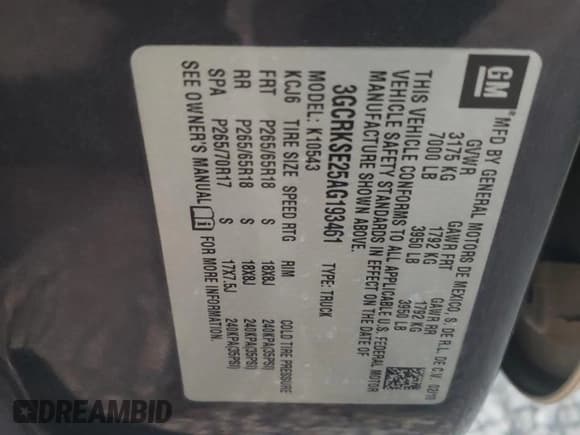 GM
MFD BY GENERAL MOTORS DE MEXICO, S. DE R.L. DE C.V. 02/10
GVWR GAWR FRT GAWR RR
3175 KG 1792 KG 1792 KG
7000 LB 3950 LB 3950 LB
THIS VEHICLE CONFORMS TO ALL APPLICABLE U.S. FEDERAL MOTOR
VEHICLE SAFETY STANDARDS IN EFFECT ON THE DATE OF
MANUFACTURE SHOWN ABOVE.
3GCRKSE25AG193461 TYPE: TRUCK
MODEL: K10543
KCJ6 TIRE SIZE SPEED RTG RIM COLD TIRE PRESSURE
FRT P265/65R18 S 18X8J 240KPA(35PSI)
RR P265/65R18 S 18X8J 240KPA(35PSI)
SPA P265/70R17 S 17X7.5J 240KPA(35PSI)
SEE OWNER'S MANUAL FOR MORE INFORMATION.
DREAMBID